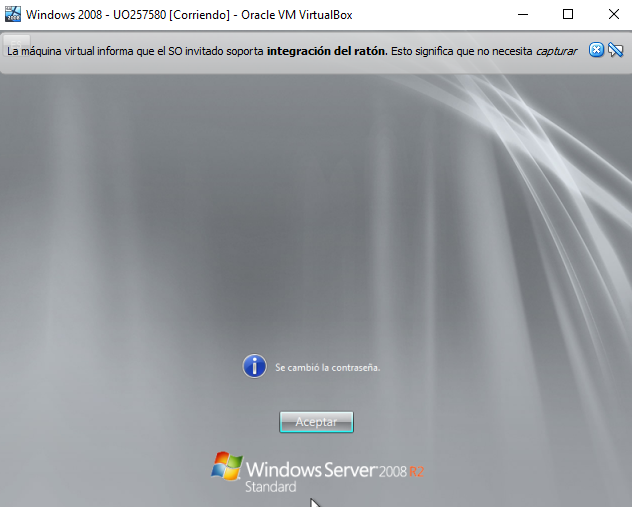 Windows 2008 - UO257580 [Corriendo] - Oracle VM VirtualBox
La máquina virtual informa que el SO invitado soporta integración del ratón. Esto significa que no necesita capturar
Se cambió la contraseña.
Aceptar
Windows Server 2008 R2
Standard